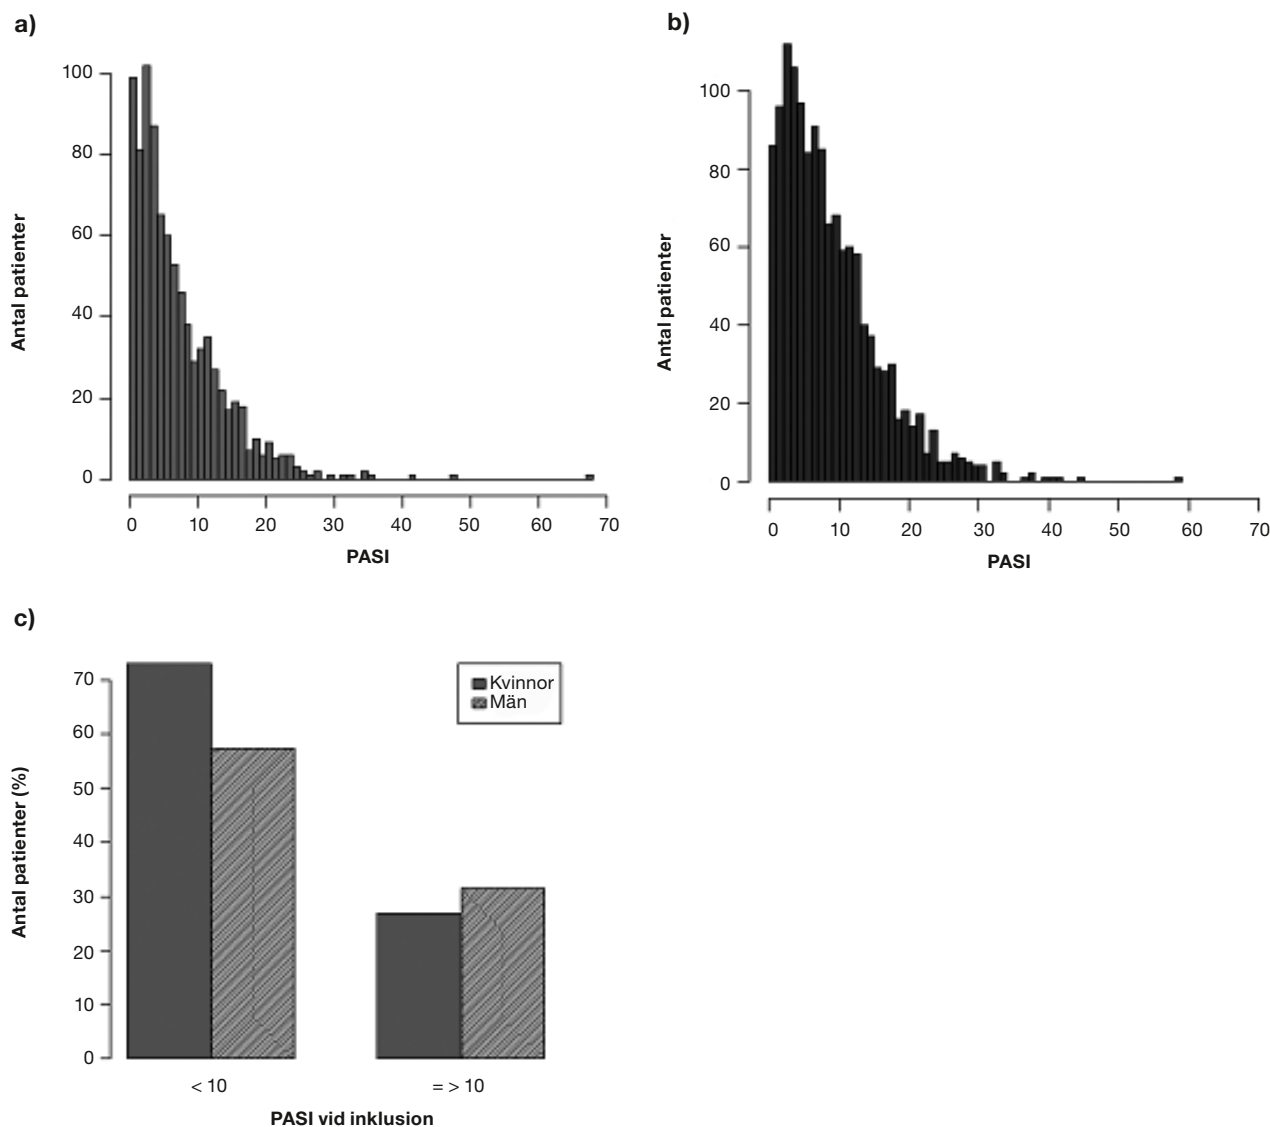 a)
100
80
60
40
20
0
Antal patienter
0 10 20 30 40 50 60 70
PASI
b)
100
80
60
40
20
0
Antal patienter
0 10 20 30 40 50 60 70
PASI
c)
70
60
50
40
30
20
10
0
Antal patienter (%)
Kvinnor
Män
< 10 = > 10
PASI vid inklusion